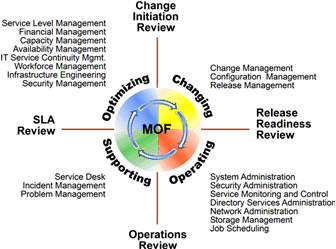 Change
Initiation
Review
Service Level Management
Financial Management
Capacity Management
Availability Management
IT Service Continuity Mgmt.
Workforce Management
Infrastructure Engineering
Security Management
Optimizing
Changing
Change Management
Configuration Management
Release Management
SLA
Review
MOF
Release
Readiness
Review
Supporting
Operating
Service Desk
Incident Management
Problem Management
System Administration
Security Administration
Service Monitoring and Control
Directory Services Administration
Network Administration
Storage Management
Job Scheduling
Operations
Review